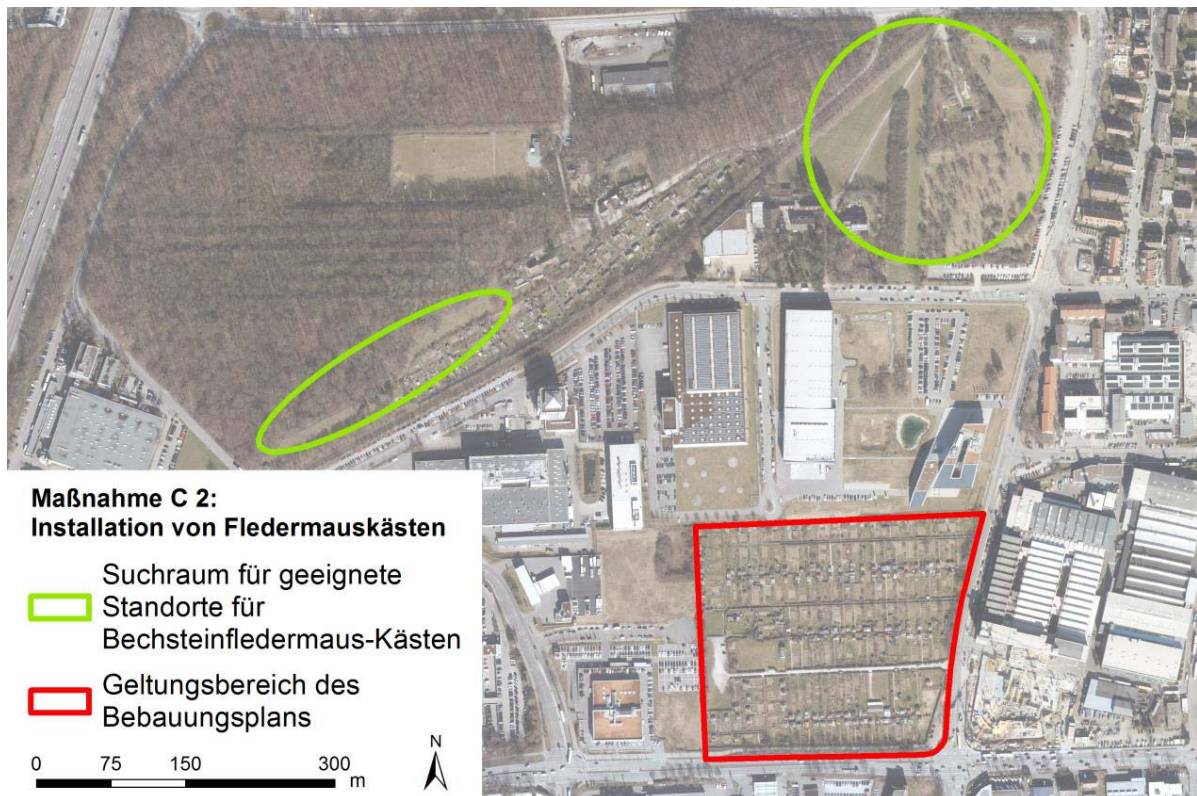 Maßnahme C 2:
Installation von Fledermauskästen
Suchraum für geeignete
Standorte für
Bechsteinfledermaus-Kästen
Geltungsbereich des
Bebauungsplans
0 75 150 300
m
N